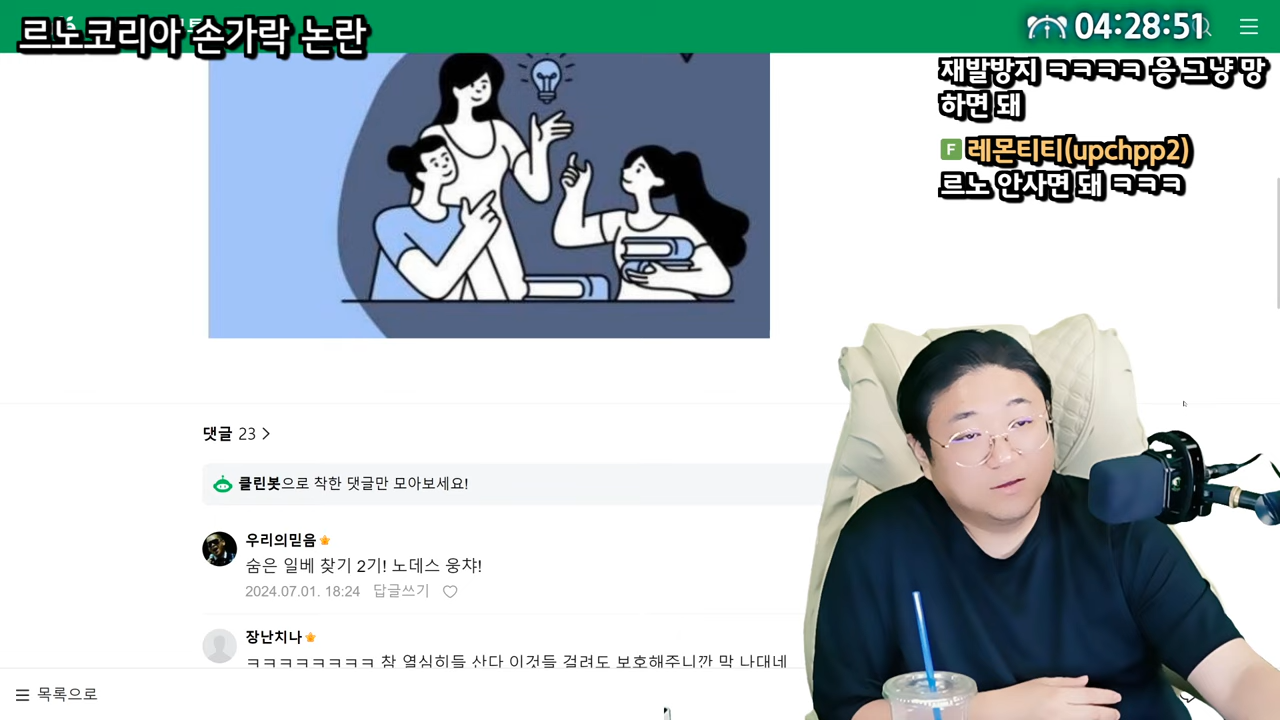 르노코리아 손가락 논란
04:28:51
재발방지 ㅋㅋㅋㅋ 응 그냥 망
하면 돼
F 레몬티티(upchpp2)
르노 안사면 돼 ㅋㅋㅋ
댓글 23
클린봇으로 착한 댓글만 모아보세요!
우리의믿음
숨은 일베 찾기 2기! 노데스 웅챠!
2024.07.01. 18:24 답글쓰기
장난치나
ㅋㅋㅋㅋㅋㅋㅋㅋ 참 열심히들 산다 이것들 걸려도 보호해주니깐 막 나대네
목록으로